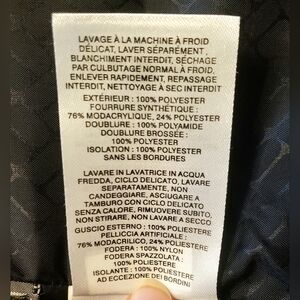 LAVAGE À LA MACHINE À FROID
DÉLICAT, LAVER SÉPARÉMENT,
BLANCHIMENT INTERDIT, SÉCHAGE
PAR CULBUTAGE NORMAL À FROID,
ENLEVER RAPIDEMENT, REPASSAGE
INTERDIT, NETTOYAGE A SEC INTERDIT
EXTÉRIEUR : 100% POLYESTER
FOURRURE SYNTHÉTIQUE :
76% MODACRYLIQUE, 24% POLYESTER
DOUBLURE : 100% POLYAMIDE
DOUBLURE BROSSÉE :
100% POLYESTER
ISOLATION : 100% POLYESTER
SANS LES BORDURES
LAVARE IN LAVATRICE IN ACQUA
FREDDA, CICLO DELICATO, LAVARE
SEPARATAMENTE, NON
CANDEGGIARE, ASCIUGARE A
TAMBURO CON CICLO DELICATO
SENZA CALORE, RIMUOVERE SUBITO,
NON STIRARE, NON LAVARE A SECCO.
GUSCIO ESTERNO: 100% POLIESTERE
PELLICCIA ARTIFICIALE :
76% MODACRILICO, 24% POLIESTERE
FODERA : 100% NYLON
FODERA SPAZZOLATA :
100% POLIESTERE
ISOLANTE : 100% POLIESTERE
AD ECCEZIONE DEI BORDINI